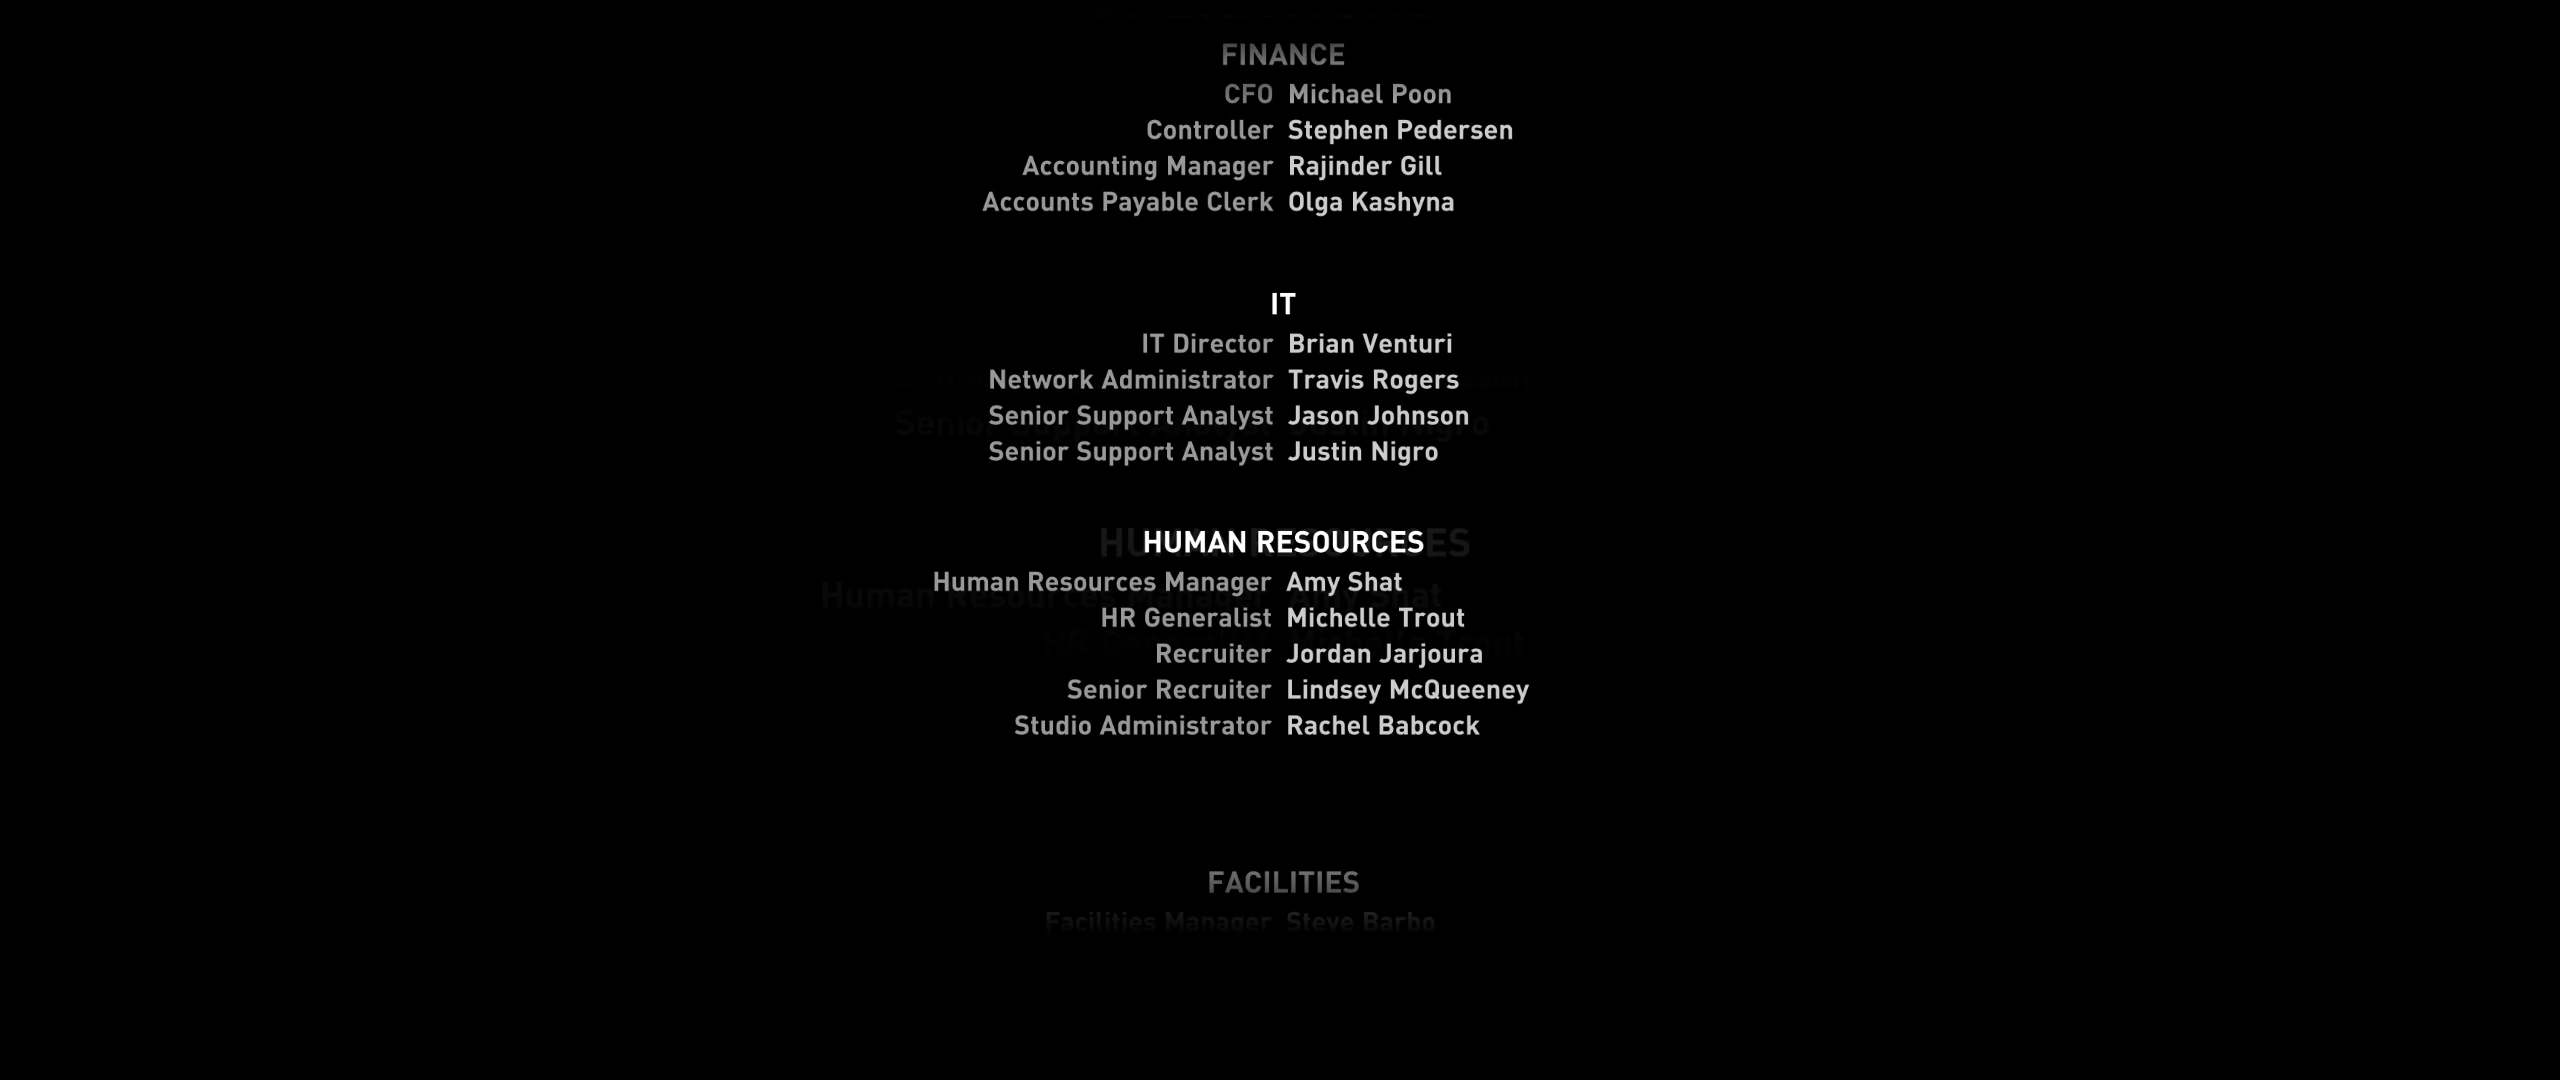 FINANCE
CFO Michael Poon
Controller Stephen Pedersen
Accounting Manager Rajinder Gill
Accounts Payable Clerk Olga Kashyna
IT
IT Director Brian Venturi
Network Administrator Travis Rogers
Senior Support Analyst Jason Johnson
Senior Support Analyst Justin Nigro
HUMAN RESOURCES
Human Resources Manager Amy Shat
HR Generalist Michelle Trout
Recruiter Jordan Jarjoura
Senior Recruiter Lindsey McQueeney
Studio Administrator Rachel Babcock
FACILITIES
Facilities Manager Steve Barbo